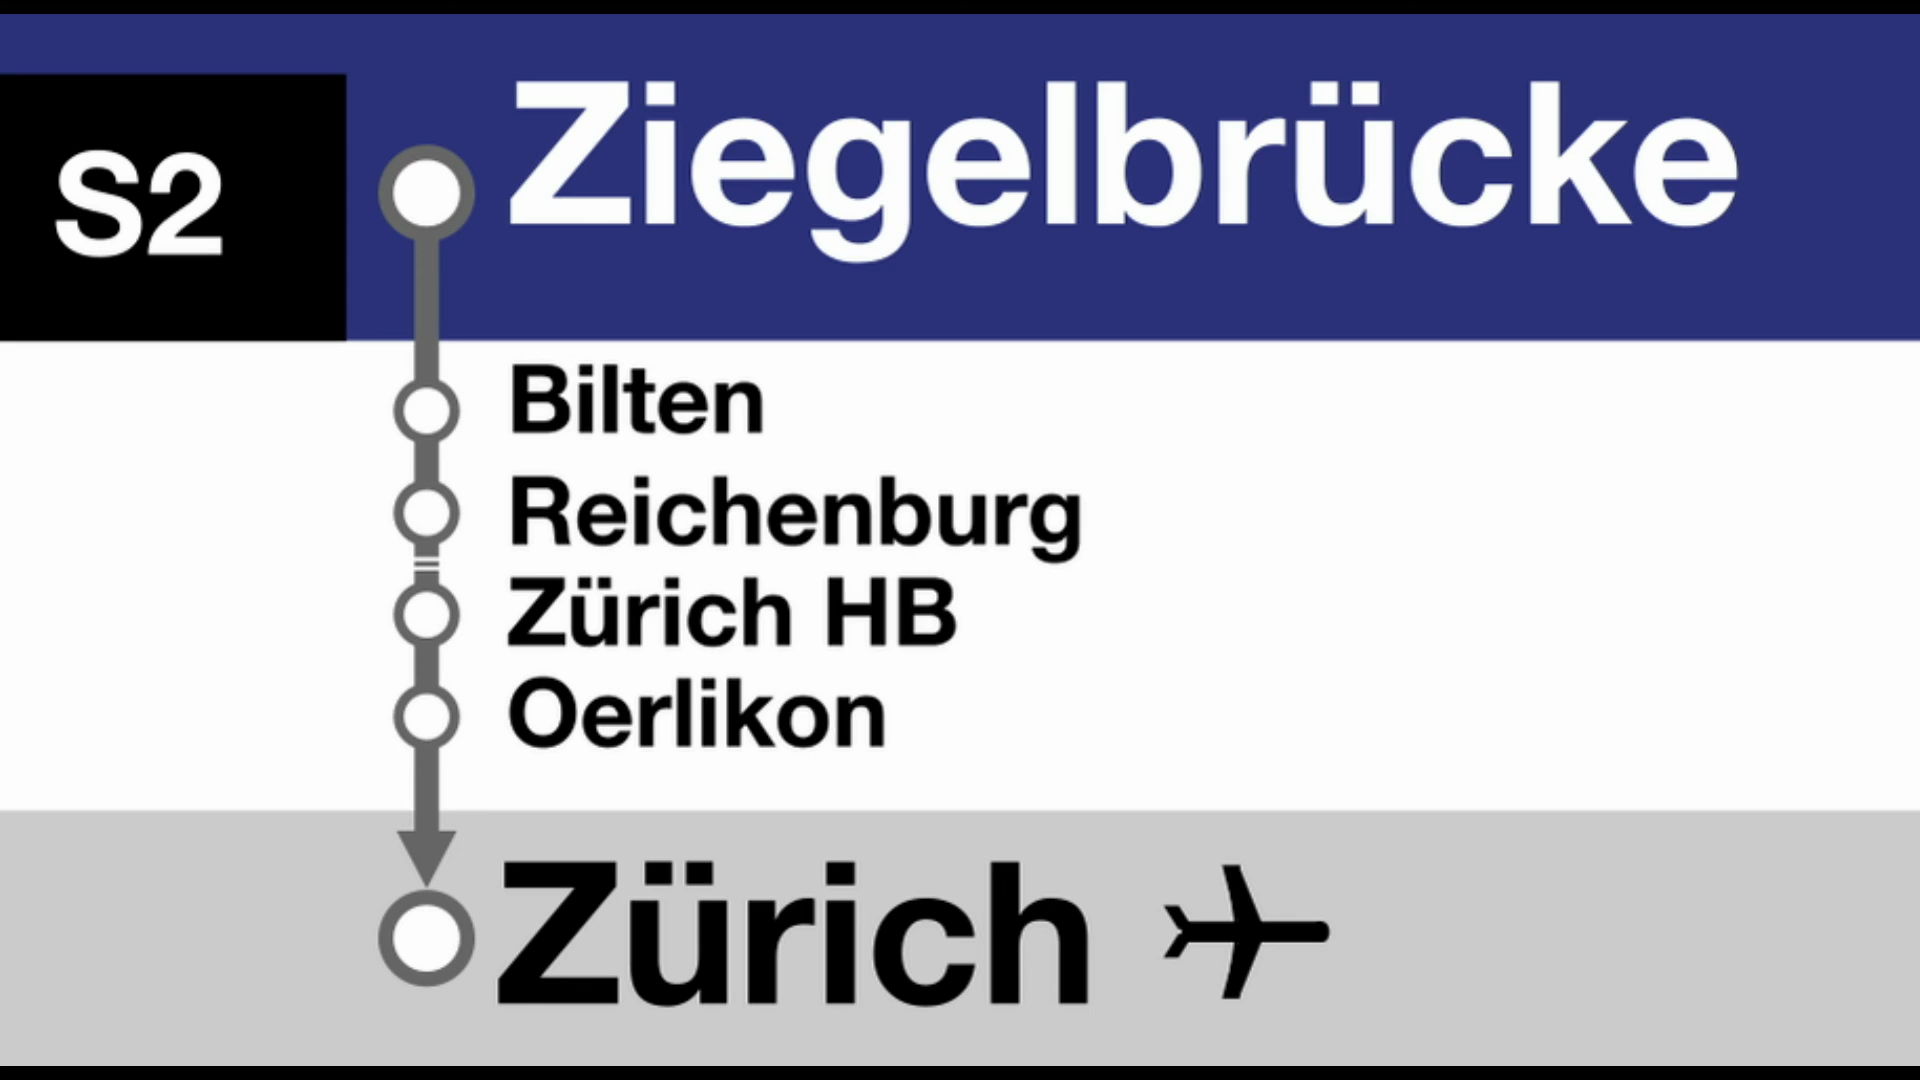 S2
Ziegelbrücke
Bilten
Reichenburg
Zürich HB
Oerlikon
Zürich